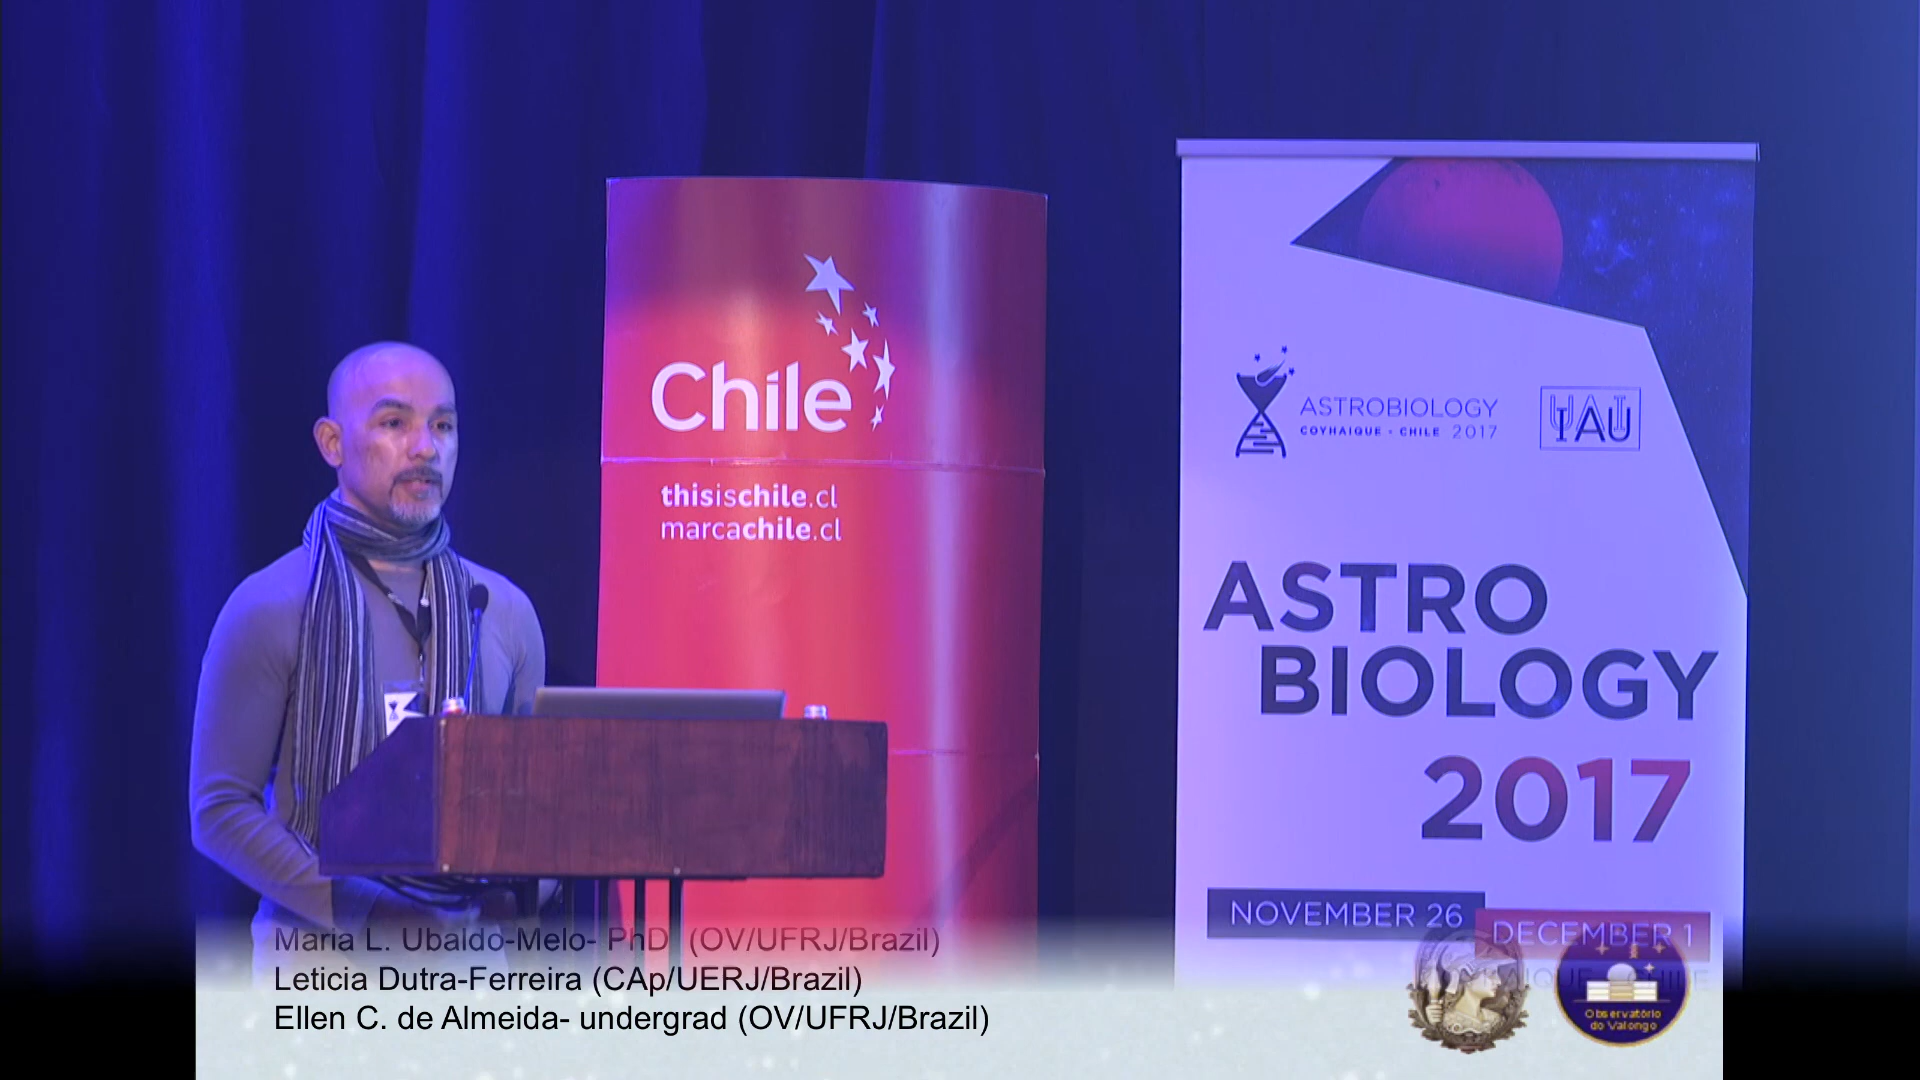 Chile
thisischile.cl
marcachile.cl
ASTROBIOLOGY
COYHAIQUE - CHILE 2017
UAI
IAU
ASTRO
BIOLOGY
2017
NOVEMBER 26
DECEMBER 1
Maria L. Ubaldo-Melo- PhD (OV/UFRJ/Brazil)
Leticia Dutra-Ferreira (CAp/UERJ/Brazil)
Ellen C. de Almeida- undergrad (OV/UFRJ/Brazil)
Observatório
do Valongo